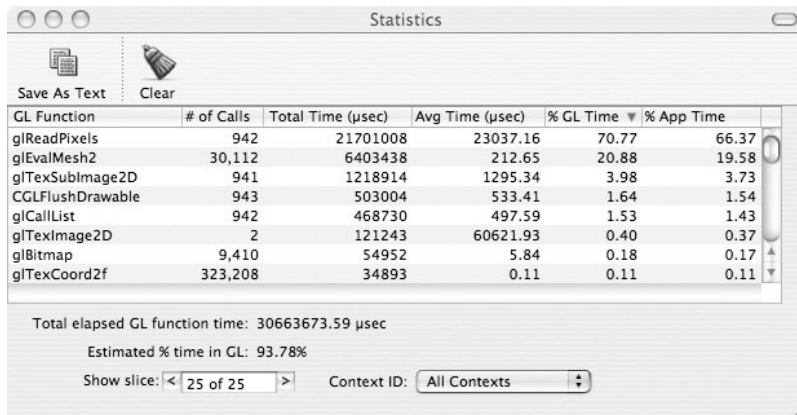 Statistics
Save As Text Clear
GL Function # of Calls Total Time (µsec) Avg Time (µsec) % GL Time % App Time
glReadPixels 942 21701008 23037.16 70.77 66.37
glEvalMesh2 30,112 6403438 212.65 20.88 19.58
glTexSubImage2D 941 1218914 1295.34 3.98 3.73
CGLFlushDrawable 943 503004 533.41 1.64 1.54
glCallList 942 468730 497.59 1.53 1.43
glTexImage2D 2 121243 60621.93 0.40 0.37
glBitmap 9,410 54952 5.84 0.18 0.17
glTexCoord2f 323,208 34893 0.11 0.11 0.11
Total elapsed GL function time: 30663673.59 µsec
Estimated % time in GL: 93.78%
Show slice: < 25 of 25 > Context ID: All Contexts